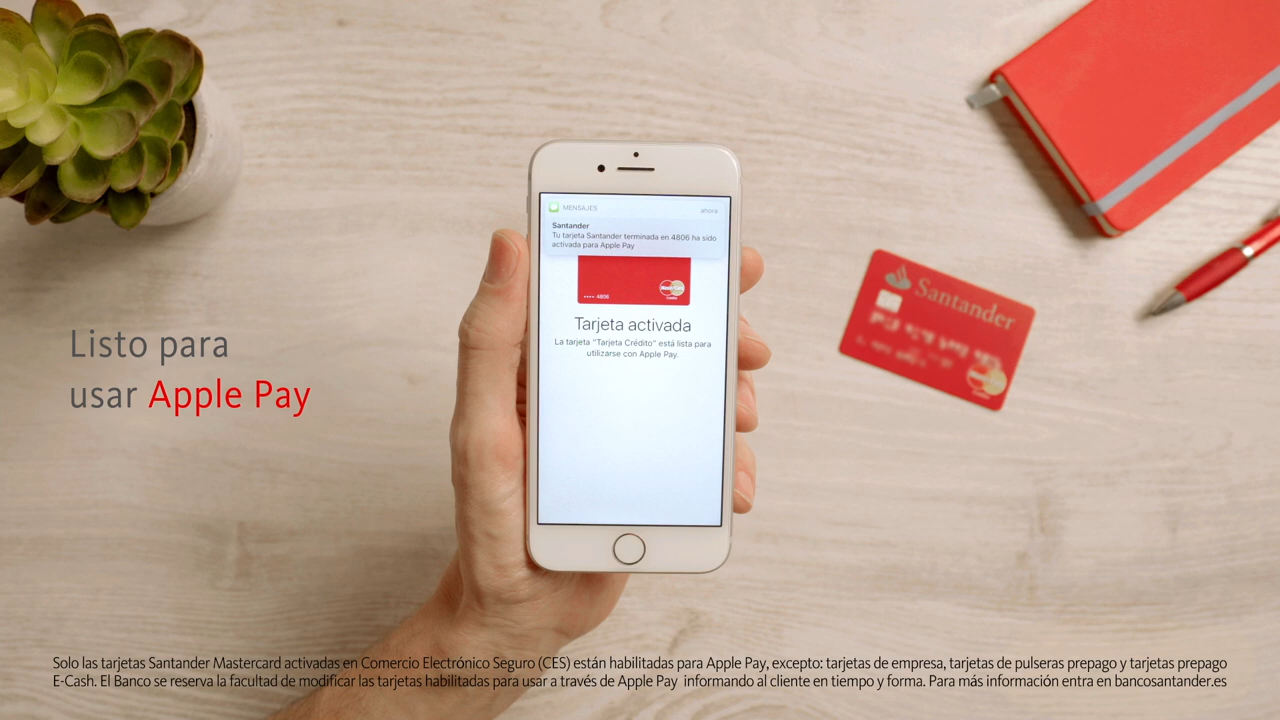 MENSAJES
ahora
Santander
Tu tarjeta Santander terminada en 4806 ha sido
activada para Apple Pay
•••• 4806
MasterCard
Crédito
Tarjeta activada
La tarjeta "Tarjeta Crédito" está lista para
utilizarse con Apple Pay.
Santander
Listo para
usar Apple Pay
Solo las tarjetas Santander Mastercard activadas en Comercio Electrónico Seguro (CES) están habilitadas para Apple Pay, excepto: tarjetas de empresa, tarjetas de pulseras prepago y tarjetas prepago
E-Cash. El Banco se reserva la facultad de modificar las tarjetas habilitadas para usar a través de Apple Pay informando al cliente en tiempo y forma. Para más información entra en bancosantander.es